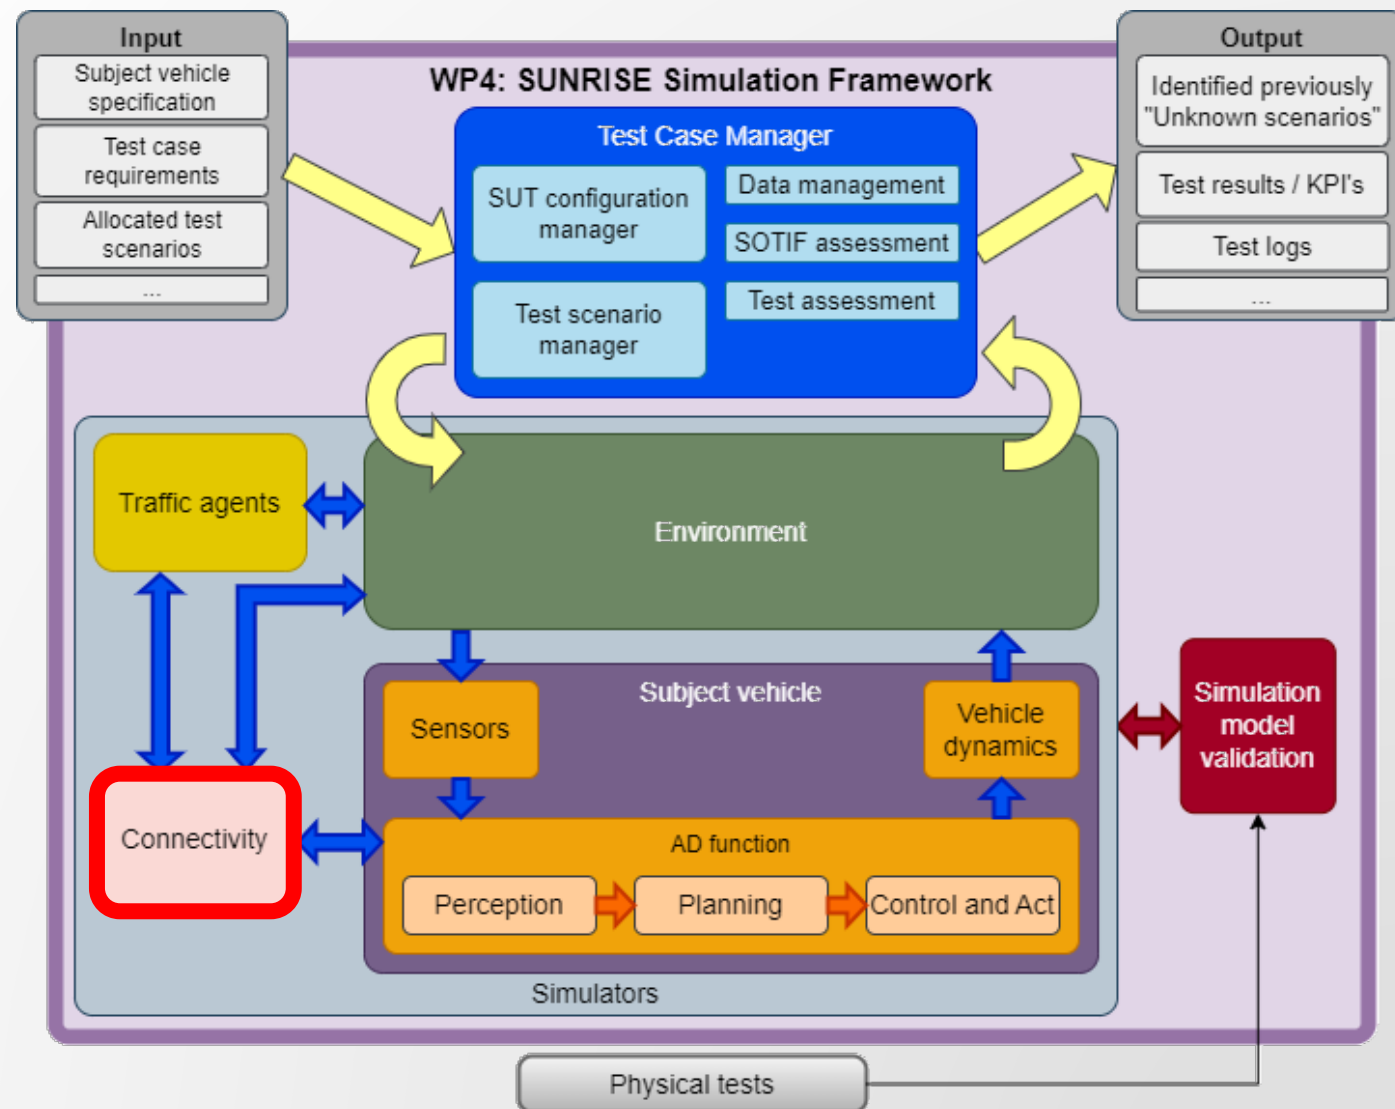 Input
Subject vehicle
specification
Test case
requirements
Allocated test
scenarios
...
WP4: SUNRISE Simulation Framework
Test Case Manager
SUT configuration
manager
Test scenario
manager
Data management
SOTIF assessment
Test assessment
Output
Identified previously
"Unknown scenarios"
Test results / KPI's
Test logs
...
Traffic agents
Environment
Connectivity
Subject vehicle
Sensors
Vehicle
dynamics
AD function
Perception
Planning
Control and Act
Simulators
Simulation
model
validation
Physical tests